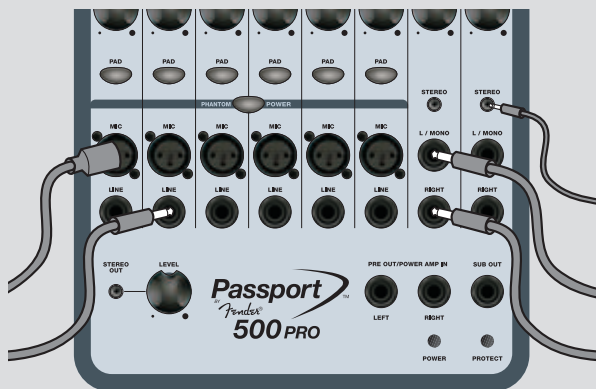 PAD PAD PAD PAD PAD PAD
STEREO STEREO
PHANTOM POWER
MIC MIC MIC MIC MIC MIC L / MONO L / MONO
LINE LINE LINE LINE LINE LINE RIGHT RIGHT
STEREO OUT
LEVEL
PRE OUT/POWER AMP IN SUB OUT
Passport™
BY Fender®
500 PRO
LEFT RIGHT
POWER PROTECT